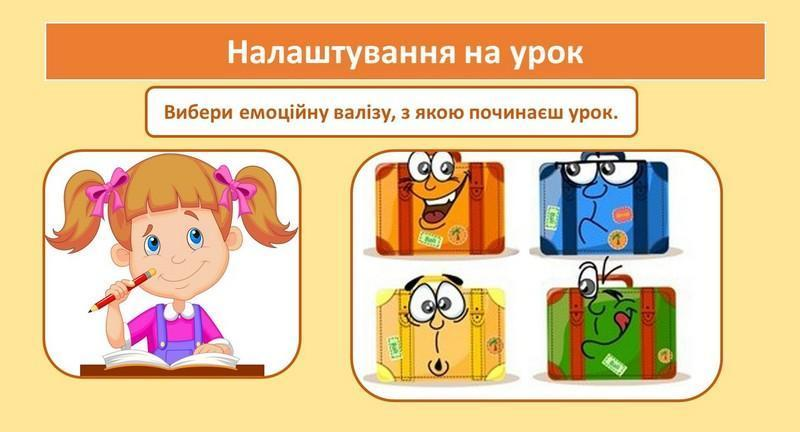 Налаштування на урок
Вибери емоційну валізу, з якою починаєш урок.